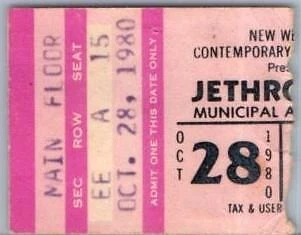 MAIN FLOOR
SEC ROW SEAT
EE A 15
OCT. 28, 1980
ADMIT ONE THIS DATE ONLY
NEW
CONTEMPORARY
Pre
JETHRO
MUNICIPAL A
OCT
28
1980
TAX & USER